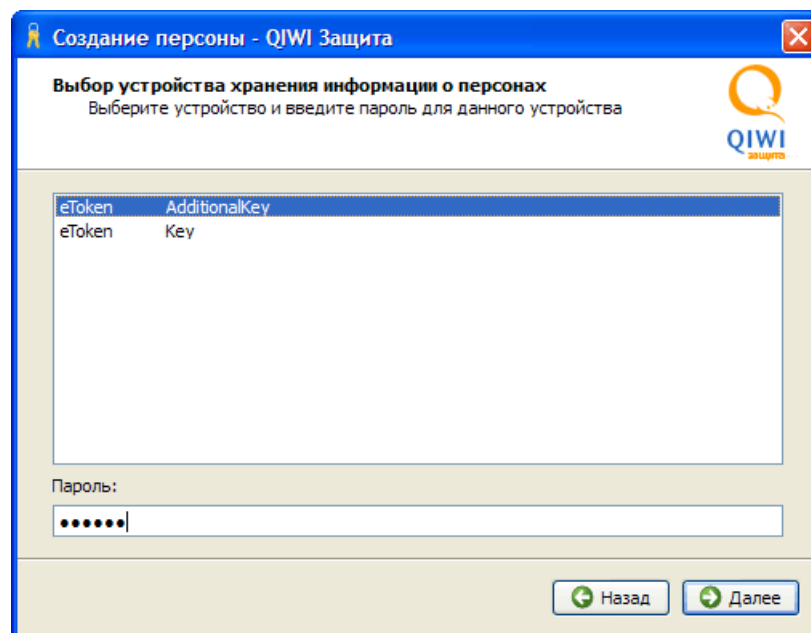 Создание персоны - QIWI Защита
Выбор устройства хранения информации о персонах
Выберите устройство и введите пароль для данного устройства
QIWI
защита
eToken AdditionalKey
eToken Key
Пароль:
••••••
Назад Далее